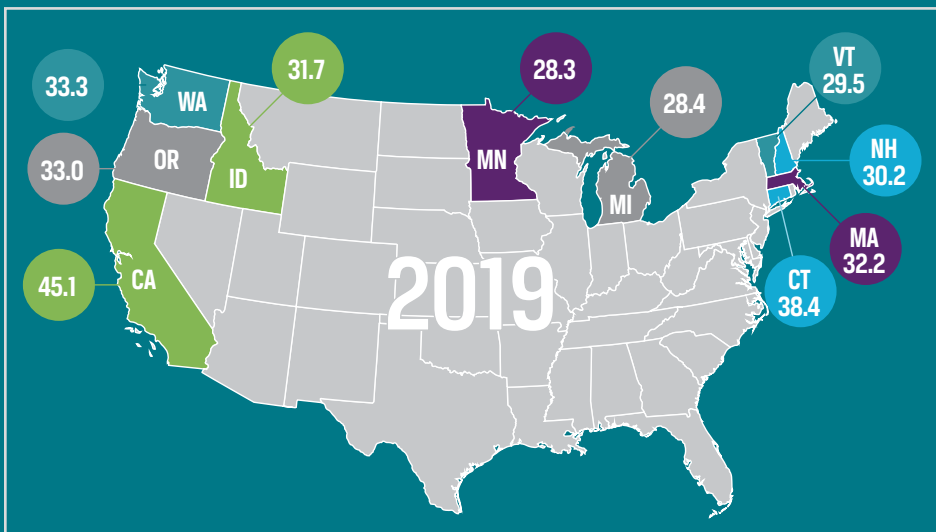 33.3
WA
31.7
28.3
28.4
VT
29.5
33.0
OR
ID
MN
MI
NH
30.2
MA
32.2
45.1
CA
2019
CT
38.4